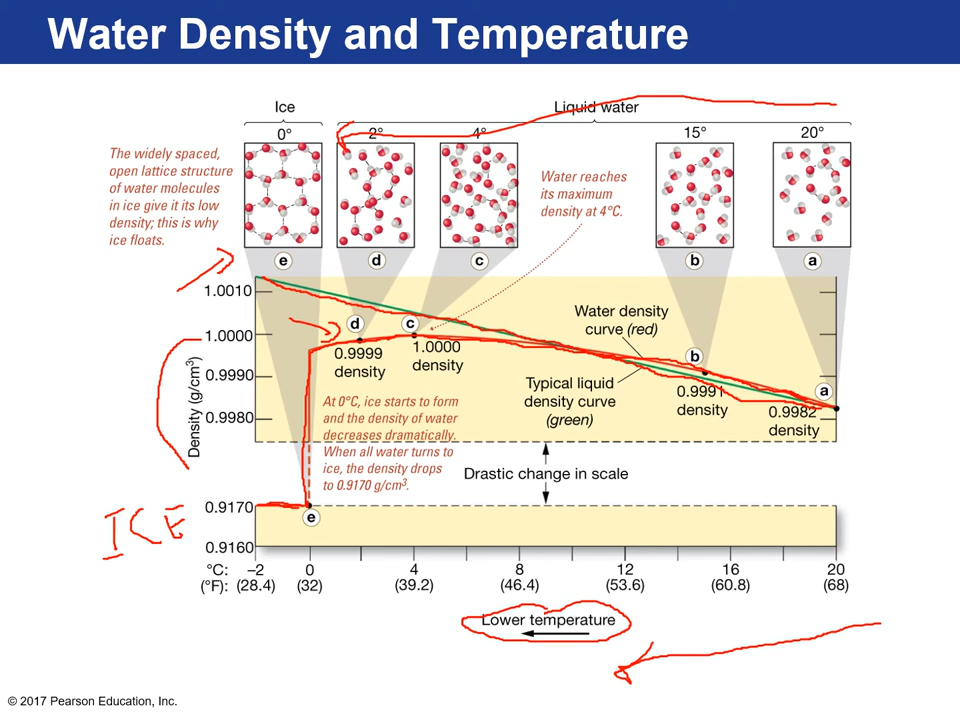 Water Density and Temperature
Ice
Liquid water
0°
2°
4°
15°
20°
The widely spaced,
open lattice structure
of water molecules
in ice give it its low
density; this is why
ice floats.
Water reaches
its maximum
density at 4°C.
e
d
c
b
a
1.0010
1.0000
0.9990
0.9980
Density (g/cm³)
d
c
0.9999
density
1.0000
density
Water density
curve (red)
Typical liquid
density curve
(green)
b
0.9991
density
a
0.9982
density
At 0°C, ice starts to form
and the density of water
decreases dramatically.
When all water turns to
ice, the density drops
to 0.9170 g/cm³.
Drastic change in scale
ICE
0.9170
e
0.9160
°C: –2 0 4 8 12 16 20
(°F): (28.4) (32) (39.2) (46.4) (53.6) (60.8) (68)
Lower temperature
© 2017 Pearson Education, Inc.